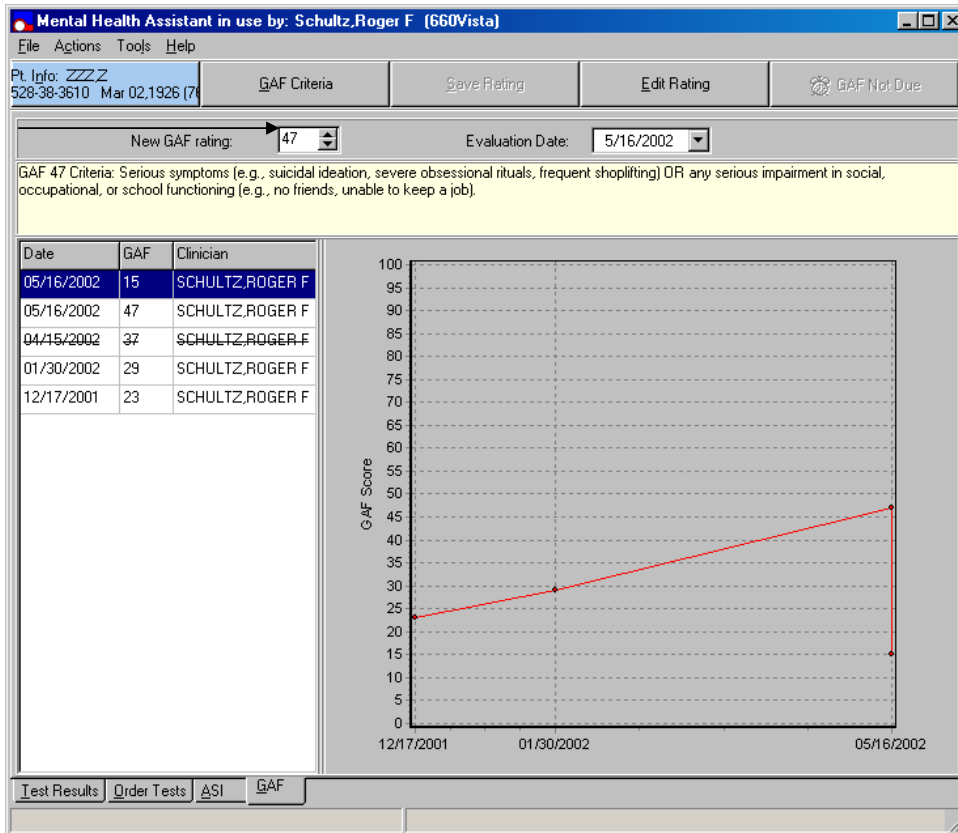 Mental Health Assistant in use by: Schultz,Roger F (660Vista)
File Actions Tools Help
Pt. Info: ZZZ,Z
528-38-3610 Mar 02,1926 (76
GAF Criteria
Save Rating
Edit Rating
GAF Not Due
New GAF rating: 47
Evaluation Date: 5/16/2002
GAF 47 Criteria: Serious symptoms (e.g., suicidal ideation, severe obsessional rituals, frequent shoplifting) OR any serious impairment in social,
occupational, or school functioning (e.g., no friends, unable to keep a job).
Date GAF Clinician
05/16/2002 15 SCHULTZ,ROGER F
05/16/2002 47 SCHULTZ,ROGER F
04/15/2002 37 SCHULTZ,ROGER F
01/30/2002 29 SCHULTZ,ROGER F
12/17/2001 23 SCHULTZ,ROGER F
GAF Score
100
95
90
85
80
75
70
65
60
55
50
45
40
35
30
25
20
15
10
5
0
12/17/2001 01/30/2002 05/16/2002
Test Results Order Tests ASI GAF